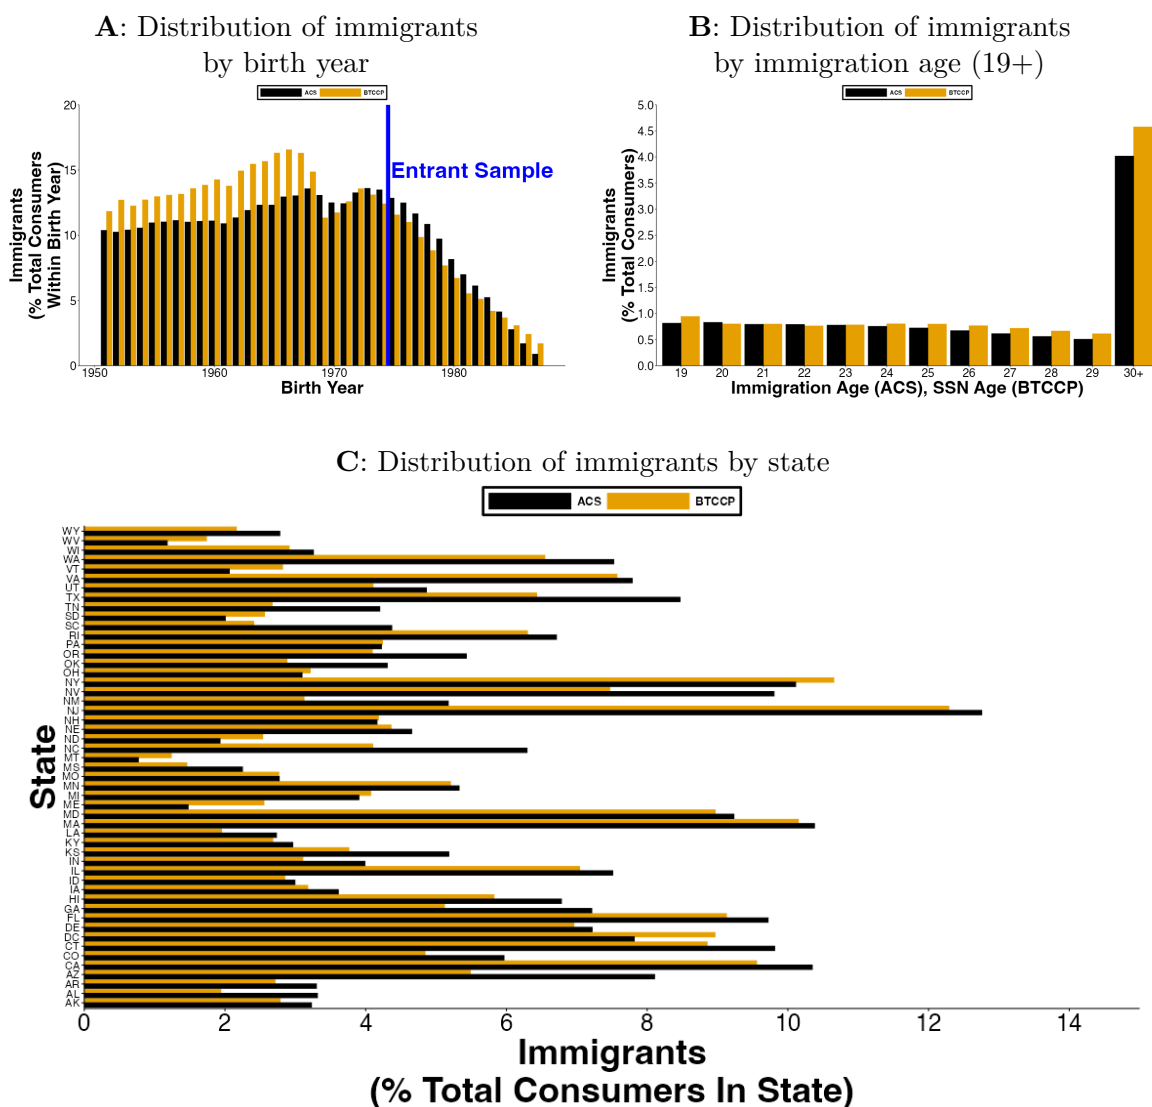 A: Distribution of immigrants
by birth year
ACS BTCCP
Immigrants
(% Total Consumers
Within Birth Year)
20
15
10
5
0
Entrant Sample
1950 1960 1970 1980
Birth Year
B: Distribution of immigrants
by immigration age (19+)
ACS BTCCP
Immigrants
(% Total Consumers)
5.0
4.5
4.0
3.5
3.0
2.5
2.0
1.5
1.0
0.5
0.0
19 20 21 22 23 24 25 26 27 28 29 30+
Immigration Age (ACS), SSN Age (BTCCP)
C: Distribution of immigrants by state
ACS BTCCP
State
WY
WV
WI
WA
VT
VA
UT
TX
TN
SD
SC
RI
PA
OR
OK
OH
NY
NV
NM
NJ
NH
NE
ND
NC
MT
MS
MO
MN
MI
ME
MD
MA
LA
KY
KS
IN
IL
ID
IA
HI
GA
FL
DE
DC
CT
CO
CA
AZ
AR
AL
AK
0 2 4 6 8 10 12 14
Immigrants
(% Total Consumers In State)